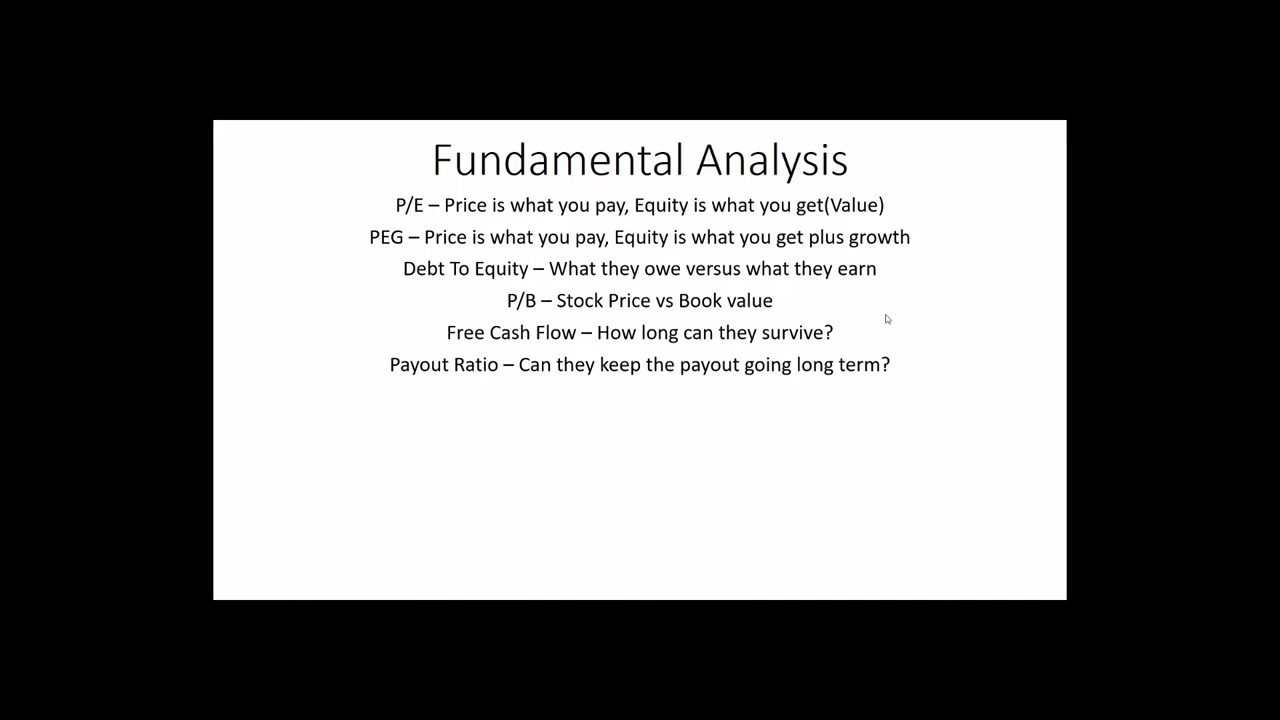 Fundamental Analysis
P/E – Price is what you pay, Equity is what you get(Value)
PEG – Price is what you pay, Equity is what you get plus growth
Debt To Equity – What they owe versus what they earn
P/B – Stock Price vs Book value
Free Cash Flow – How long can they survive?
Payout Ratio – Can they keep the payout going long term?